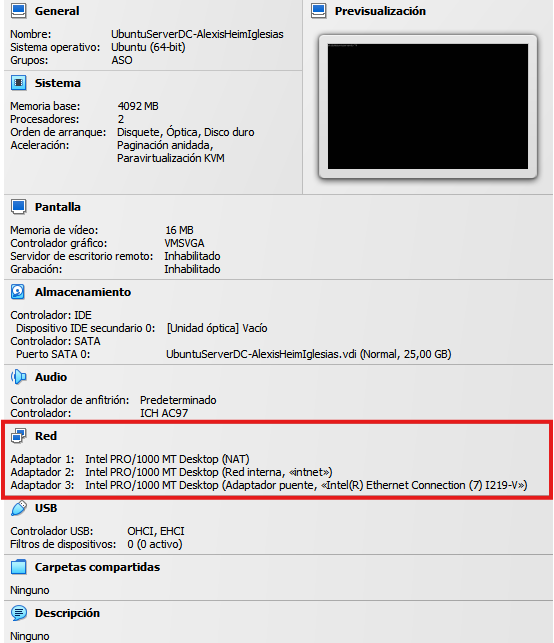 General
Nombre: UbuntuServerDC-AlexisHeimIglesias
Sistema operativo: Ubuntu (64-bit)
Grupos: ASO
Previsualización
Sistema
Memoria base: 4092 MB
Procesadores: 2
Orden de arranque: Disquete, Óptica, Disco duro
Aceleración: Paginación anidada,
Paravirtualización KVM
Pantalla
Memoria de vídeo: 16 MB
Controlador gráfico: VMSVGA
Servidor de escritorio remoto: Inhabilitado
Grabación: Inhabilitado
Almacenamiento
Controlador: IDE
Dispositivo IDE secundario 0: [Unidad óptica] Vacío
Controlador: SATA
Puerto SATA 0: UbuntuServerDC-AlexisHeimIglesias.vdi (Normal, 25,00 GB)
Audio
Controlador de anfitrión: Predeterminado
Controlador: ICH AC97
Red
Adaptador 1: Intel PRO/1000 MT Desktop (NAT)
Adaptador 2: Intel PRO/1000 MT Desktop (Red interna, «intnet»)
Adaptador 3: Intel PRO/1000 MT Desktop (Adaptador puente, «Intel(R) Ethernet Connection (7) I219-V»)
USB
Controlador USB: OHCI, EHCI
Filtros de dispositivos: 0 (0 activo)
Carpetas compartidas
Ninguno
Descripción
Ninguno